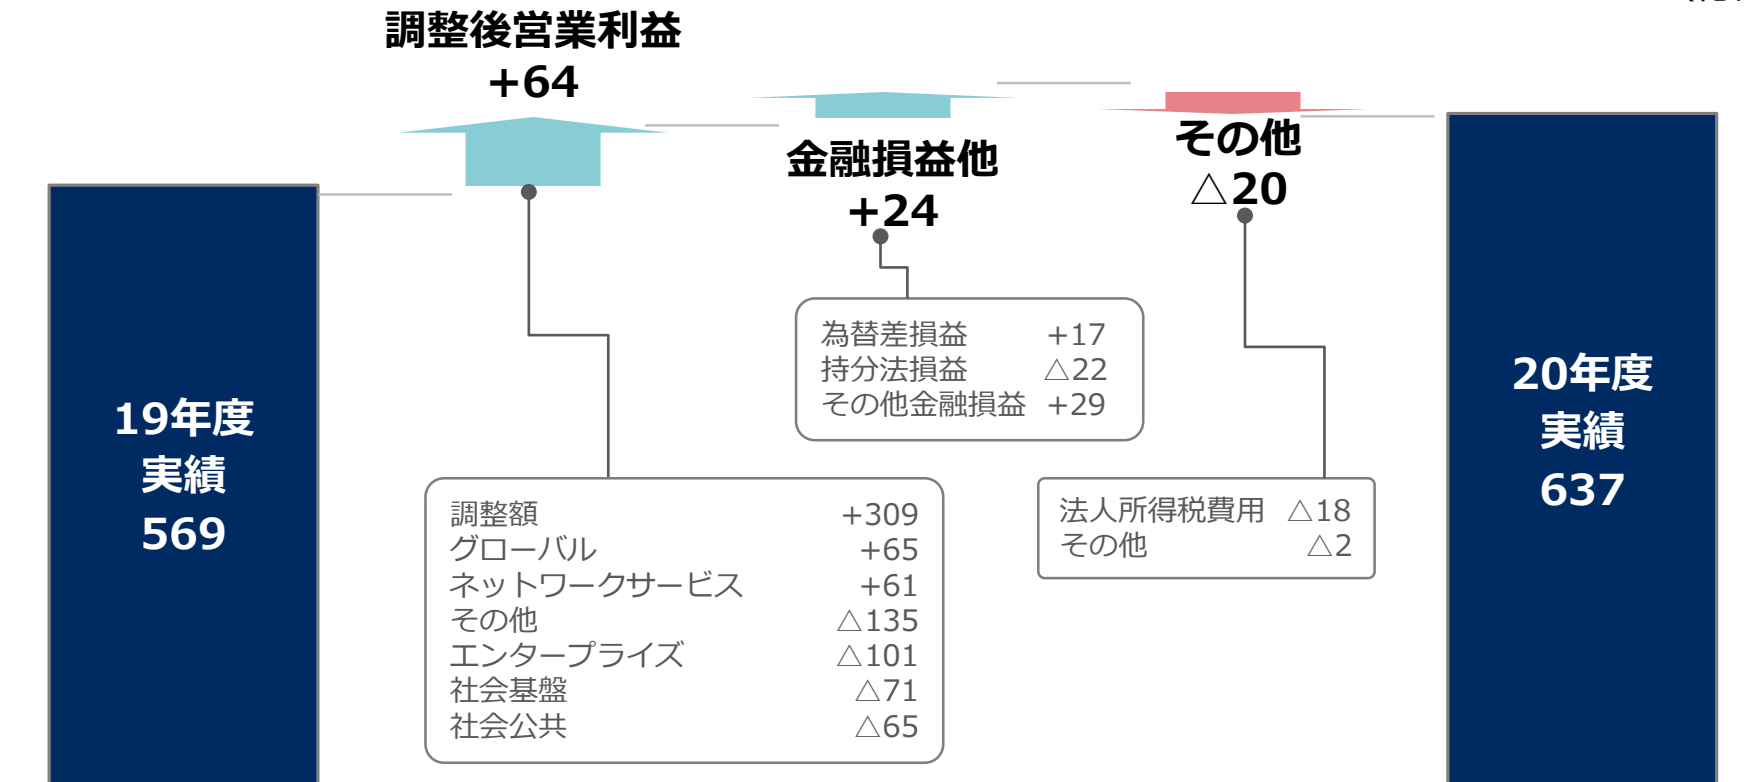 調整後営業利益
+64
金融損益他
+24
その他
△20
19年度
実績
569
為替差損益 +17
持分法損益 △22
その他金融損益 +29
調整額 +309
グローバル +65
ネットワークサービス +61
その他 △135
エンタープライズ △101
社会基盤 △71
社会公共 △65
法人所得税費用 △18
その他 △2
20年度
実績
637